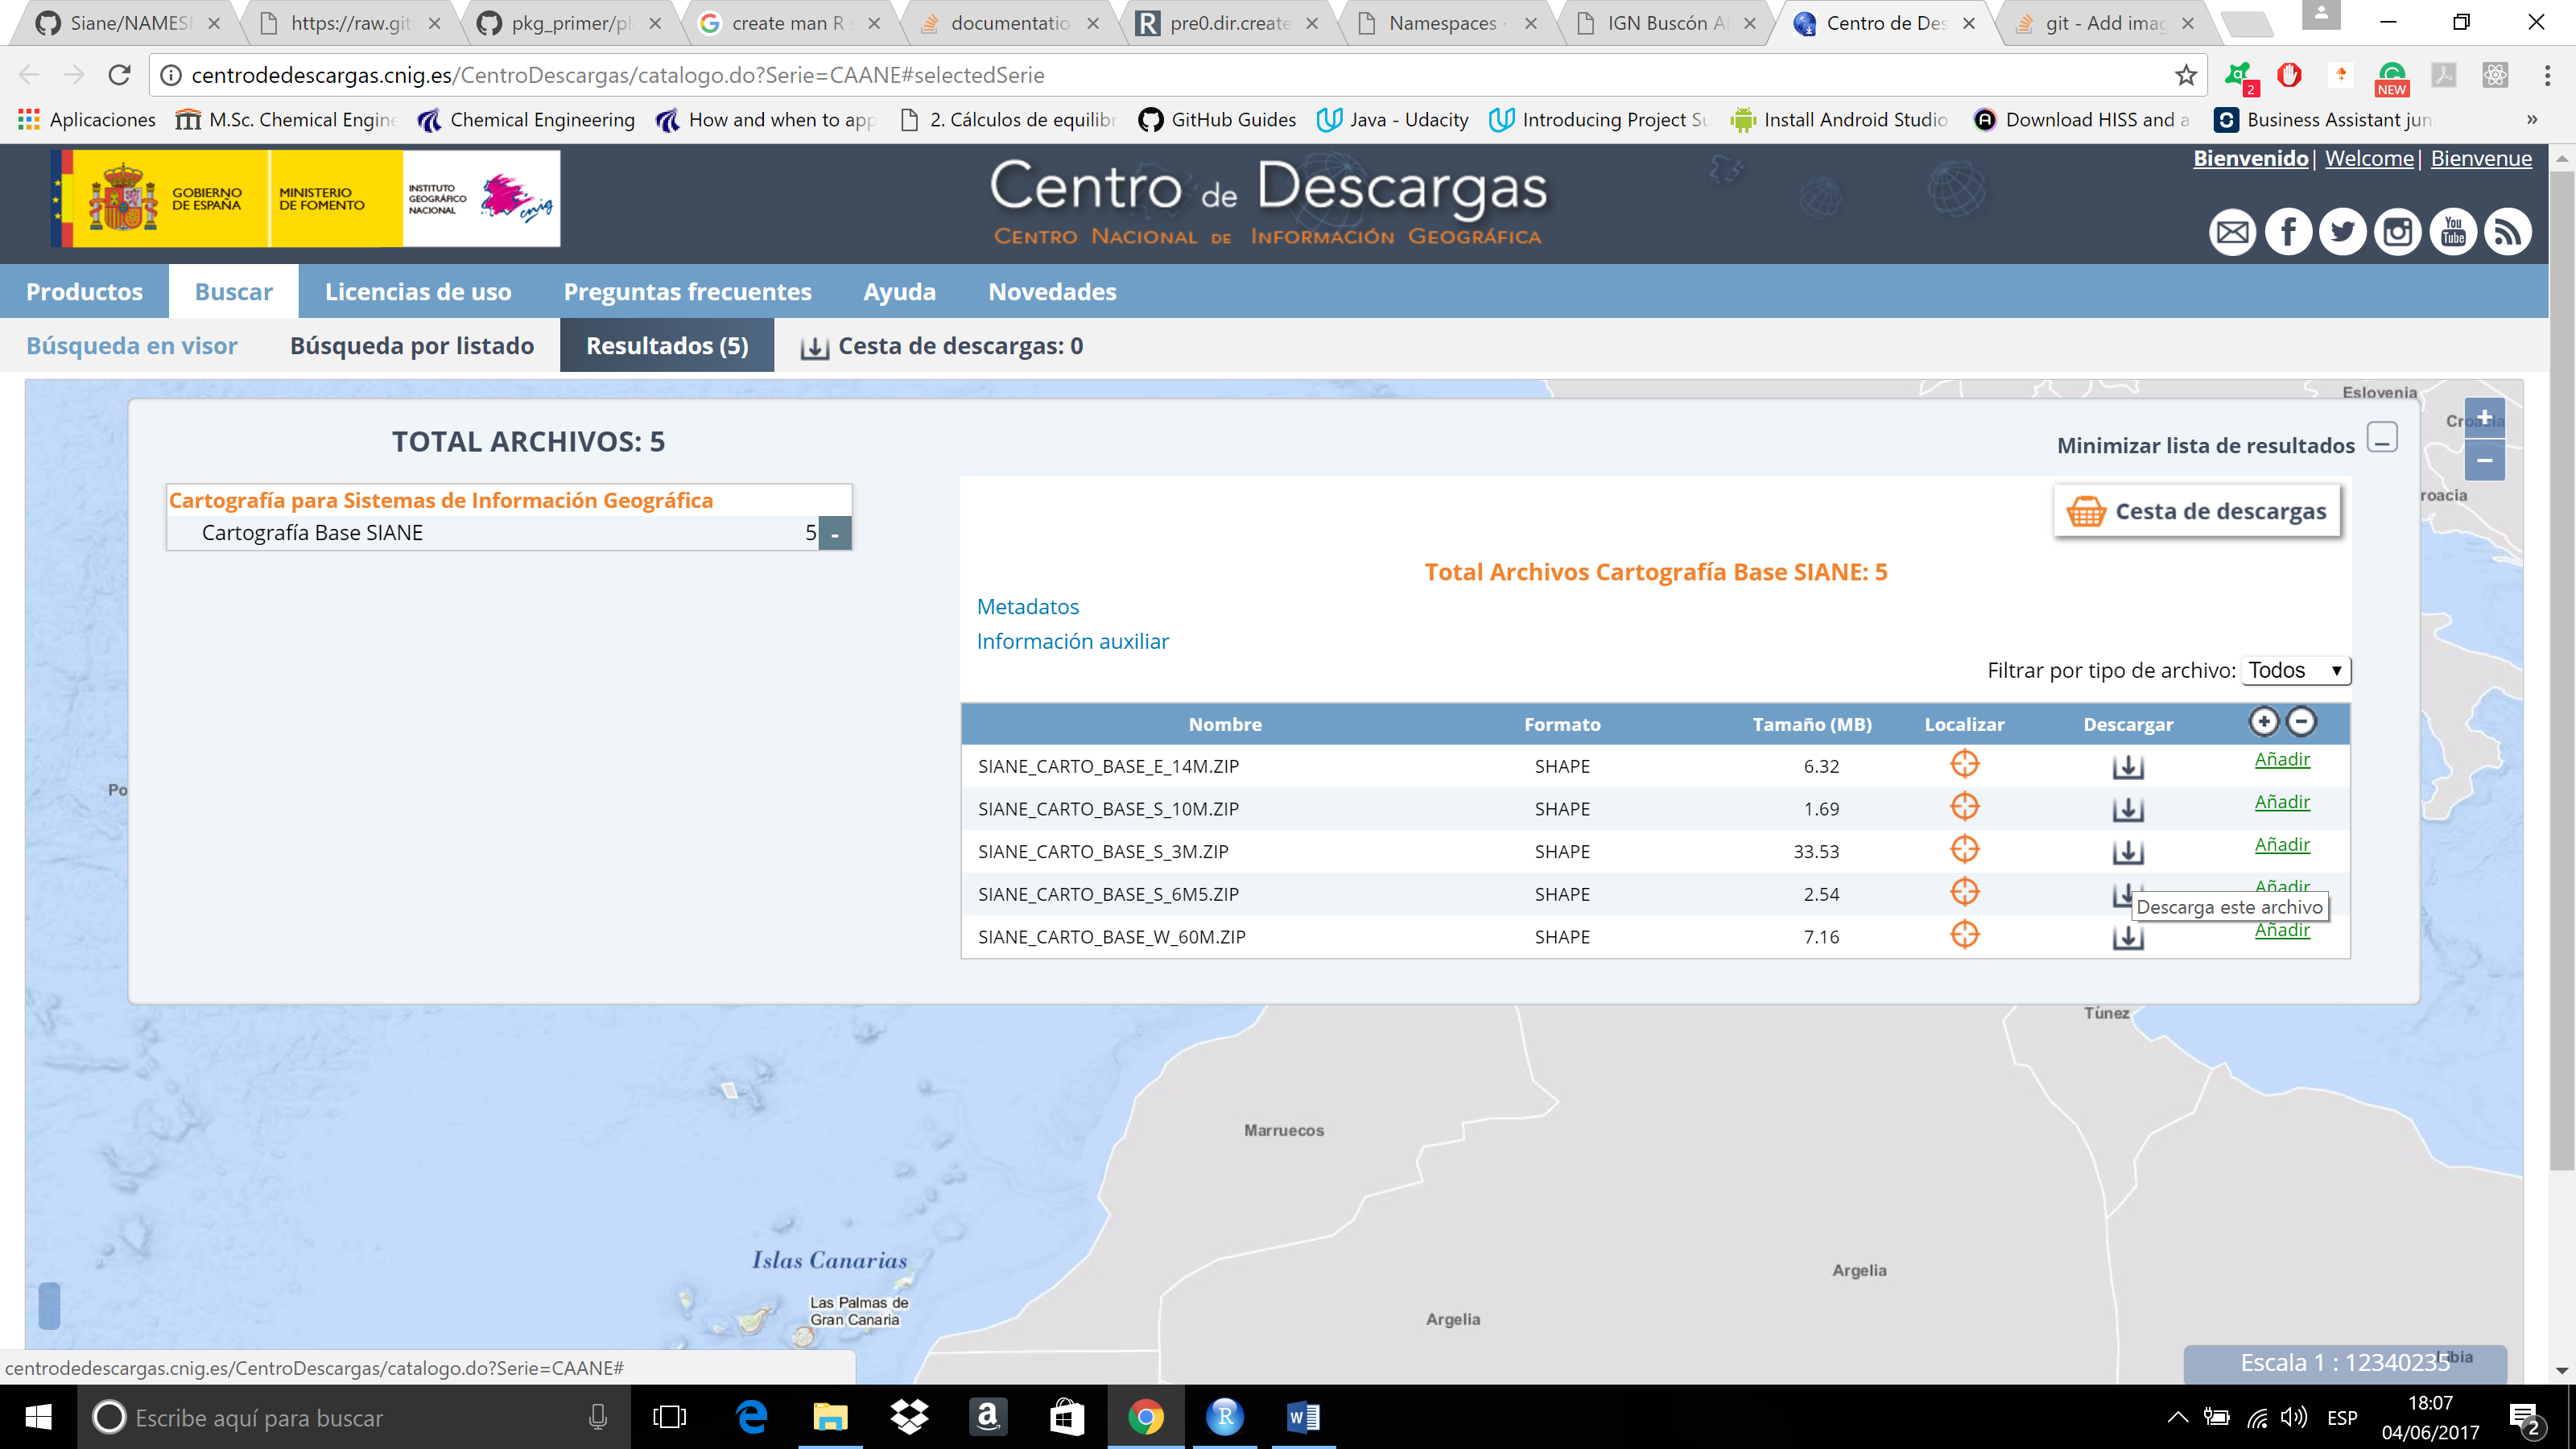 Siane/NAMESP
https://raw.git
pkg_primer/pl
create man R s
documentatio
pre0.dir.create
Namespaces ·
IGN Buscón A
Centro de Des
git - Add imag
centrodedescargas.cnig.es/CentroDescargas/catalogo.do?Serie=CAANE#selectedSerie
2
NEW
Aplicaciones
M.Sc. Chemical Engine
Chemical Engineering
How and when to app
2. Cálculos de equilibr
GitHub Guides
Java - Udacity
Introducing Project Su
Install Android Studio
Download HISS and a
Business Assistant jun
»
GOBIERNO
DE ESPAÑA
MINISTERIO
DE FOMENTO
INSTITUTO
GEOGRÁFICO
NACIONAL
cnig
Centro de Descargas
CENTRO NACIONAL DE INFORMACIÓN GEOGRÁFICA
Bienvenido| Welcome| Bienvenue
You
Tube
Productos
Buscar
Licencias de uso
Preguntas frecuentes
Ayuda
Novedades
Búsqueda en visor
Búsqueda por listado
Resultados (5)
Cesta de descargas: 0
Eslovenia
Croacia
roacia
TOTAL ARCHIVOS: 5
Minimizar lista de resultados
Cartografía para Sistemas de Información Geográfica
Cartografía Base SIANE 5 -
Cesta de descargas
Total Archivos Cartografía Base SIANE: 5
Metadatos
Información auxiliar
Filtrar por tipo de archivo: Todos
Nombre Formato Tamaño (MB) Localizar Descargar
SIANE_CARTO_BASE_E_14M.ZIP SHAPE 6.32 Añadir
SIANE_CARTO_BASE_S_10M.ZIP SHAPE 1.69 Añadir
SIANE_CARTO_BASE_S_3M.ZIP SHAPE 33.53 Añadir
SIANE_CARTO_BASE_S_6M5.ZIP SHAPE 2.54 Añadir
Descarga este archivo
SIANE_CARTO_BASE_W_60M.ZIP SHAPE 7.16 Añadir
Po
Túnez
Marruecos
Islas Canarias
Las Palmas de
Gran Canaria
Argelia
Argelia
Libia
Escala 1 : 12340235
centrodedescargas.cnig.es/CentroDescargas/catalogo.do?Serie=CAANE#
Escribe aquí para buscar
ESP
18:07
04/06/2017
2